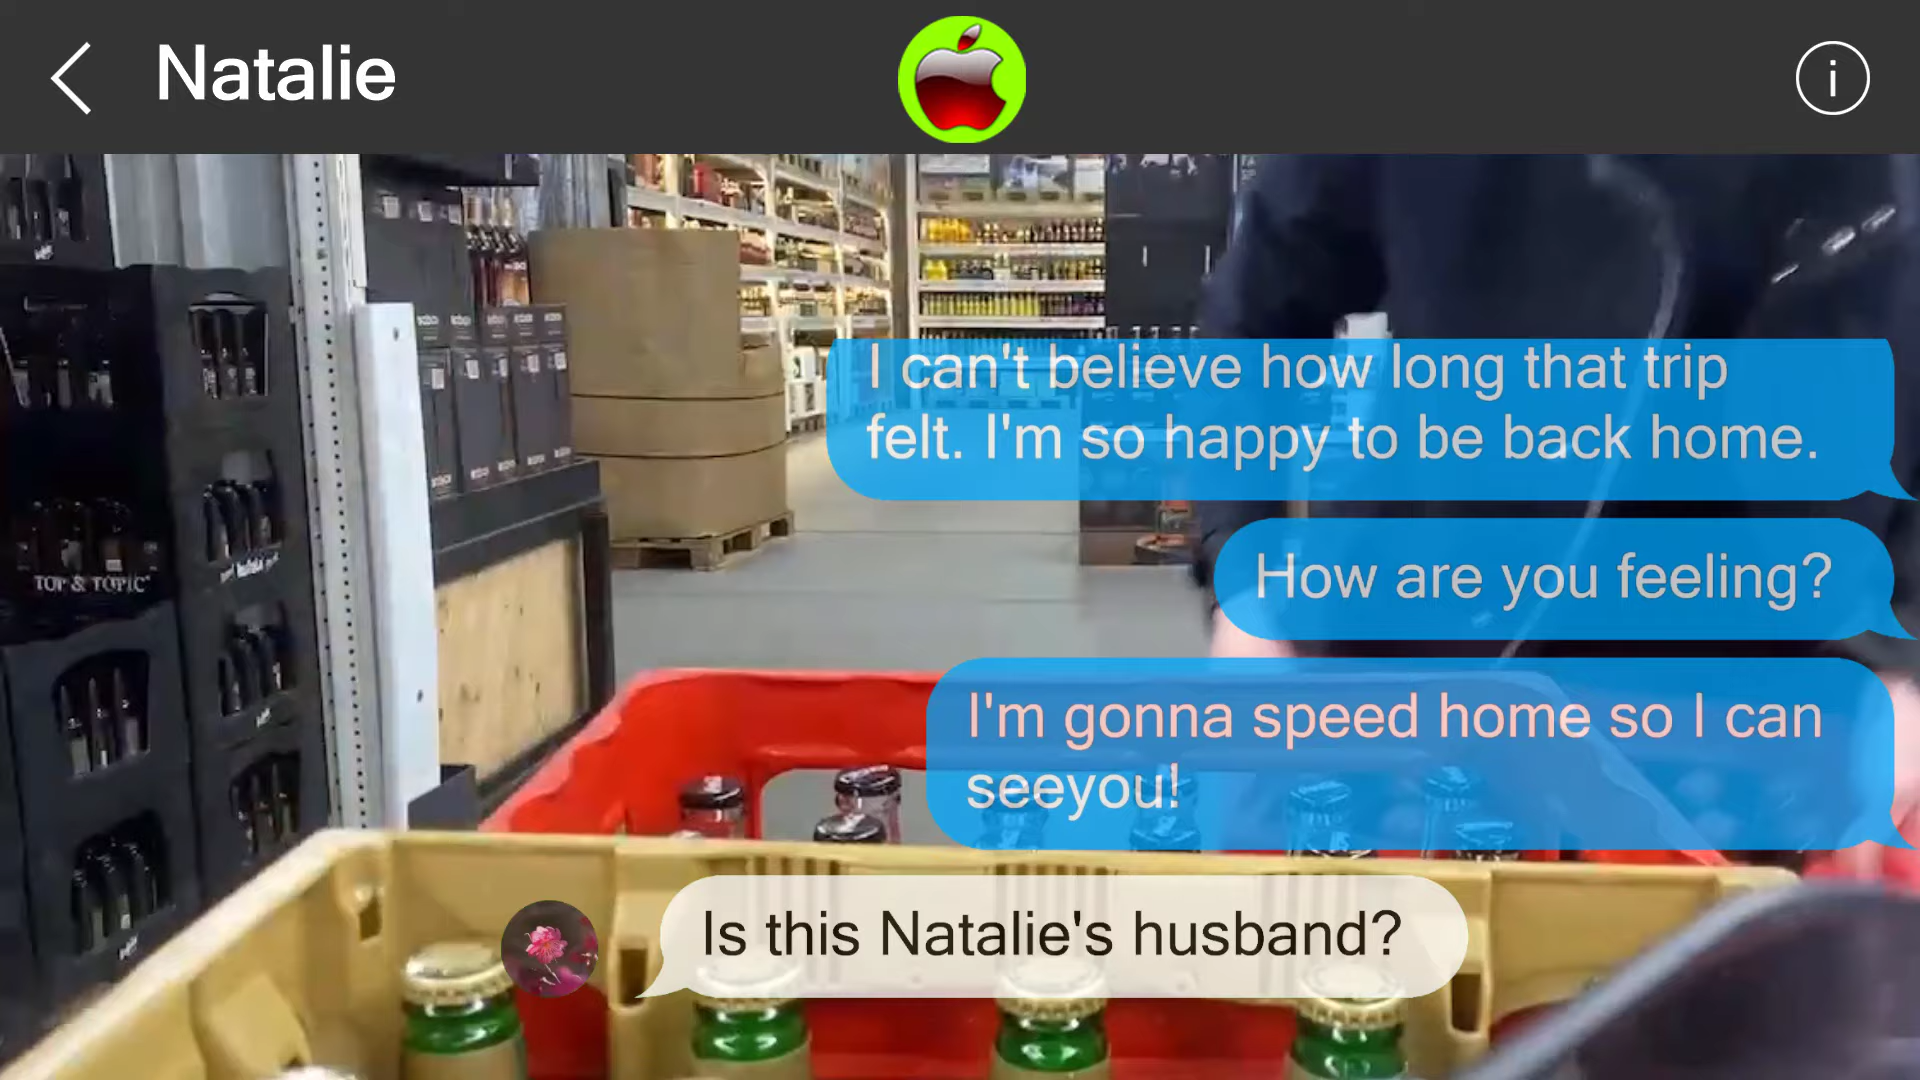 Natalie
i
I can't believe how long that trip
felt. I'm so happy to be back home.
How are you feeling?
I'm gonna speed home so I can
seeyou!
Is this Natalie's husband?
TOP & TOPIC